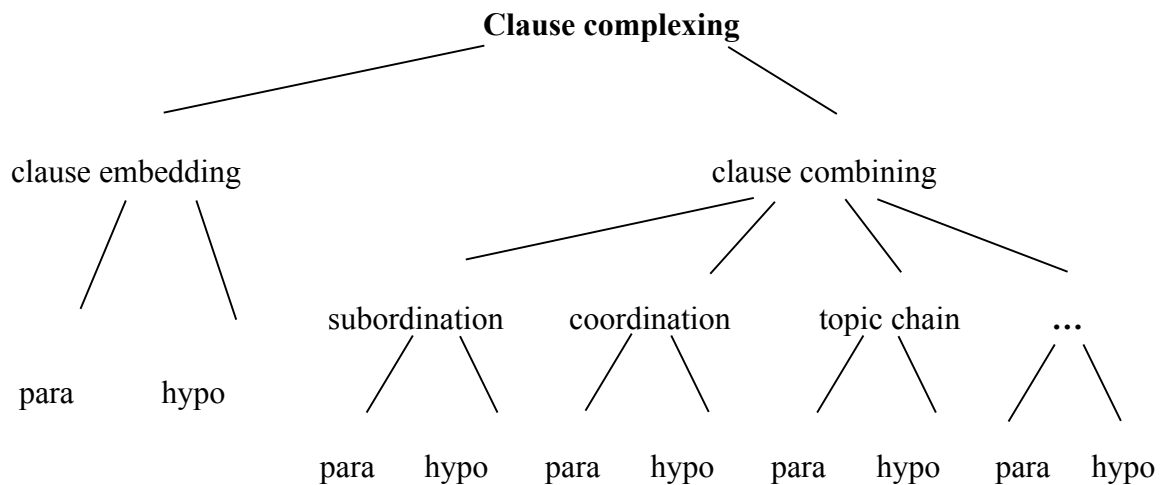 Clause complexing
clause embedding clause combining
subordination coordination topic chain ...
para hypo
para hypo para hypo para hypo para hypo